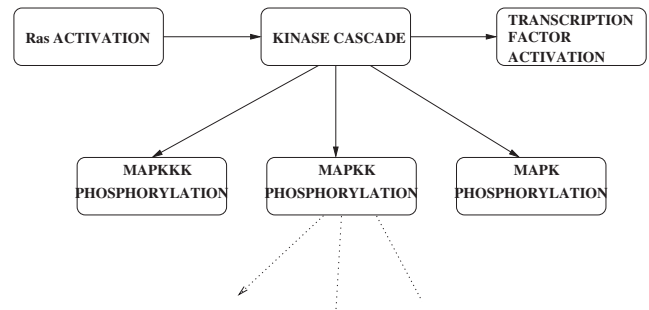 Ras ACTIVATION
KINASE CASCADE
TRANSCRIPTION
FACTOR
ACTIVATION
MAPKKK
PHOSPHORYLATION
MAPKK
PHOSPHORYLATION
MAPK
PHOSPHORYLATION